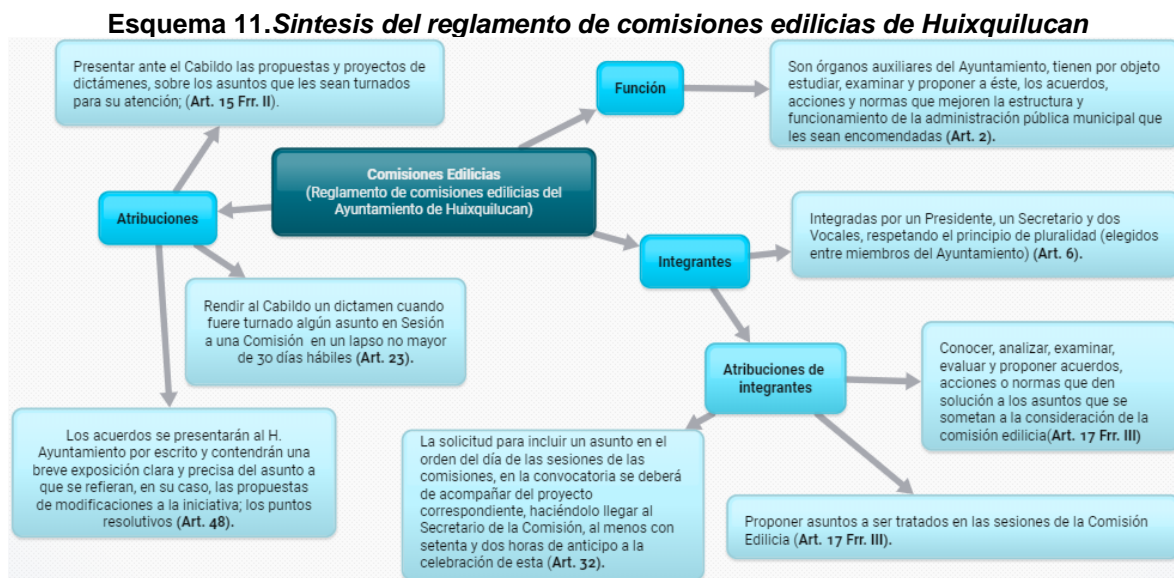 Esquema 11.Sintesis del reglamento de comisiones edilicias de Huixquilucan
Presentar ante el Cabildo las propuestas y proyectos de
dictámenes, sobre los asuntos que les sean turnados
para su atención; (Art. 15 Frr. II).
Función
Son órganos auxiliares del Ayuntamiento, tienen por objeto
estudiar, examinar y proponer a éste, los acuerdos,
acciones y normas que mejoren la estructura y
funcionamiento de la administración pública municipal que
les sean encomendadas (Art. 2).
Comisiones Edilicias
(Reglamento de comisiones edilicias del
Ayuntamiento de Huixquilucan)
Atribuciones
Integrantes
Integradas por un Presidente, un Secretario y dos
Vocales, respetando el principio de pluralidad (elegidos
entre miembros del Ayuntamiento) (Art. 6).
Rendir al Cabildo un dictamen cuando
fuere turnado algún asunto en Sesión
a una Comisión en un lapso no mayor
de 30 días hábiles (Art. 23).
Atribuciones de
integrantes
Conocer, analizar, examinar,
evaluar y proponer acuerdos,
acciones o normas que den
solución a los asuntos que se
sometan a la consideración de la
comisión edilicia(Art. 17 Frr. III)
Los acuerdos se presentarán al H.
Ayuntamiento por escrito y contendrán una
breve exposición clara y precisa del asunto a
que se refieran, en su caso, las propuestas
de modificaciones a la iniciativa; los puntos
resolutivos (Art. 48).
La solicitud para incluir un asunto en el
orden del día de las sesiones de las
comisiones, en la convocatoria se deberá
de acompañar del proyecto
correspondiente, haciéndolo llegar al
Secretario de la Comisión, al menos con
setenta y dos horas de anticipo a la
celebración de esta (Art. 32).
Proponer asuntos a ser tratados en las sesiones de la Comisión
Edilicia (Art. 17 Frr. III).